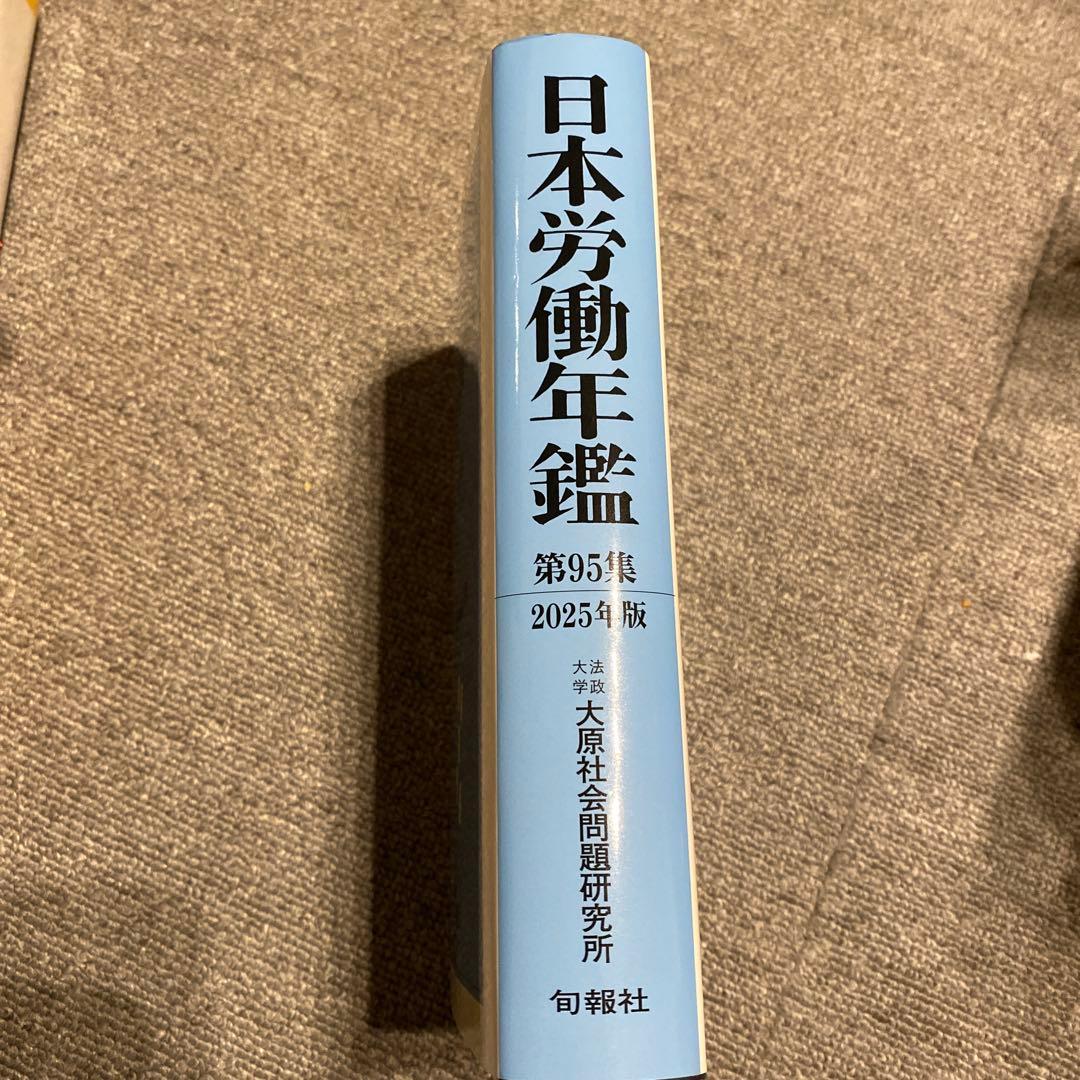 日本労働年鑑
第95集
2025年版
法政
大学
大原社会問題研究所
旬報社